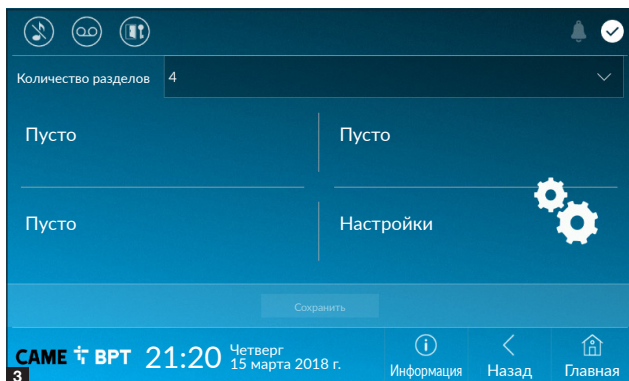 Количество разделов 4
Пусто Пусто
Пусто Настройки
Сохранить
CAME BPT 21:20 Четверг
15 марта 2018 г.
Информация Назад Главная
3